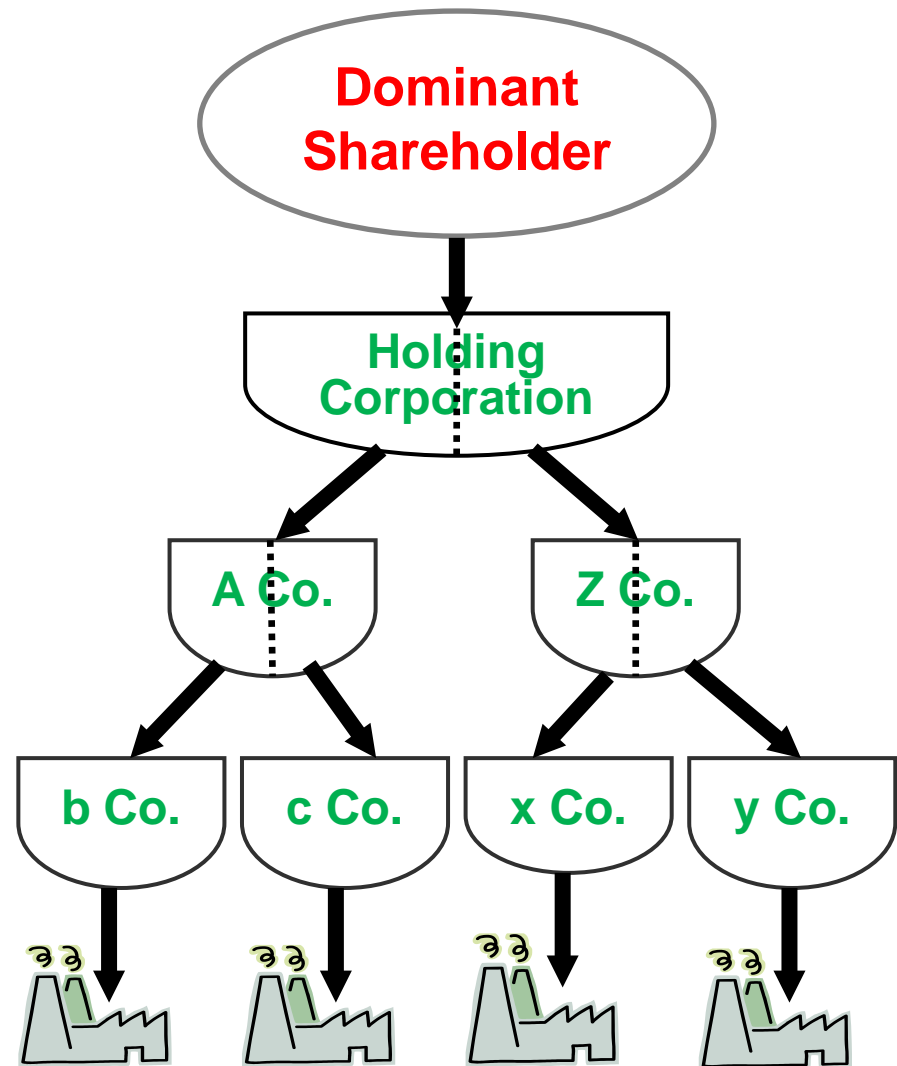 Dominant
Shareholder
Holding
Corporation
A Co.
Z Co.
b Co.
c Co.
x Co.
y Co.